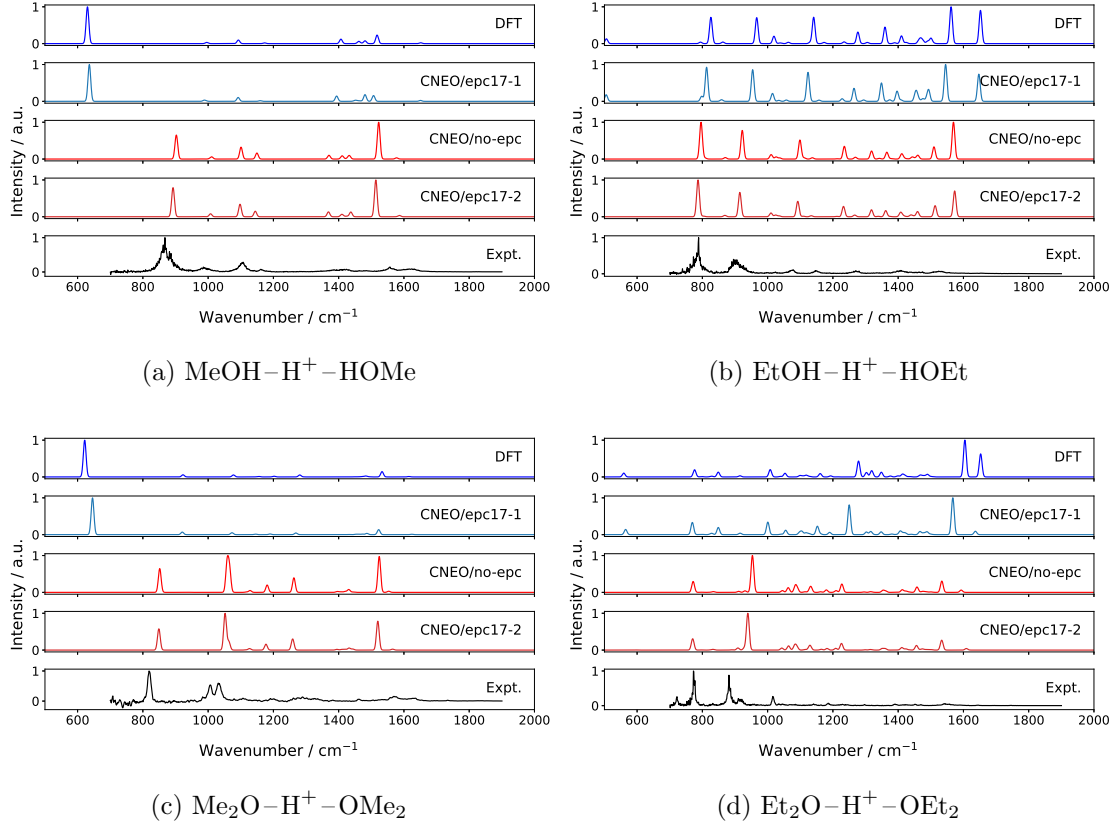 DFT
1
0
CNEO/epc17-1
1
0
CNEO/no-epc
1
0
CNEO/epc17-2
1
0
Expt.
1
0
600 800 1000 1200 1400 1600 1800 2000
Intensity / a.u.
Wavenumber / cm⁻¹
(a) MeOH–H⁺–HOMe
DFT
1
0
CNEO/epc17-1
1
0
CNEO/no-epc
1
0
CNEO/epc17-2
1
0
Expt.
1
0
600 800 1000 1200 1400 1600 1800 2000
Intensity / a.u.
Wavenumber / cm⁻¹
(b) EtOH–H⁺–HOEt
DFT
1
0
CNEO/epc17-1
1
0
CNEO/no-epc
1
0
CNEO/epc17-2
1
0
Expt.
1
0
600 800 1000 1200 1400 1600 1800 2000
Intensity / a.u.
Wavenumber / cm⁻¹
(c) Me₂O–H⁺–OMe₂
DFT
1
0
CNEO/epc17-1
1
0
CNEO/no-epc
1
0
CNEO/epc17-2
1
0
Expt.
1
0
600 800 1000 1200 1400 1600 1800 2000
Intensity / a.u.
Wavenumber / cm⁻¹
(d) Et₂O–H⁺–OEt₂